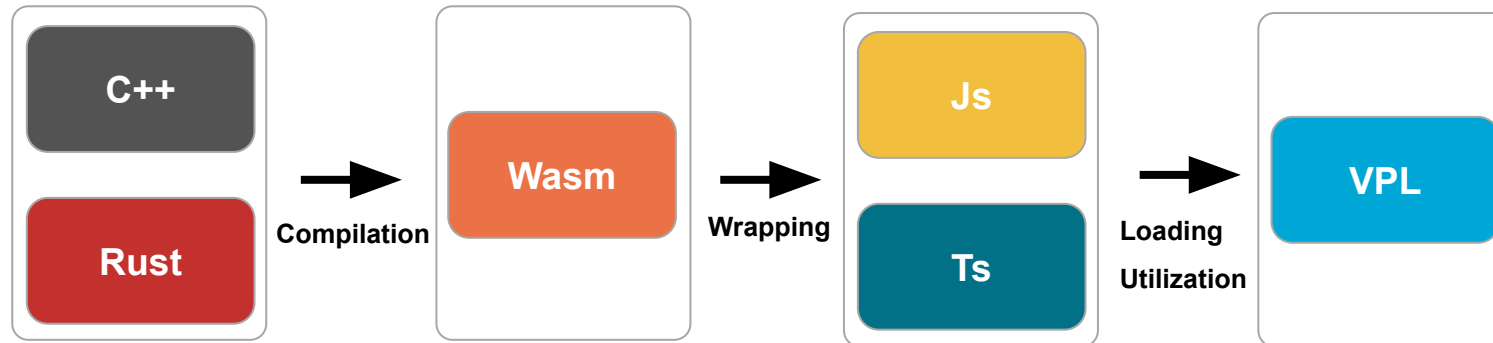 C++
Rust
Compilation
Wasm
Wrapping
Js
Ts
Loading
Utilization
VPL